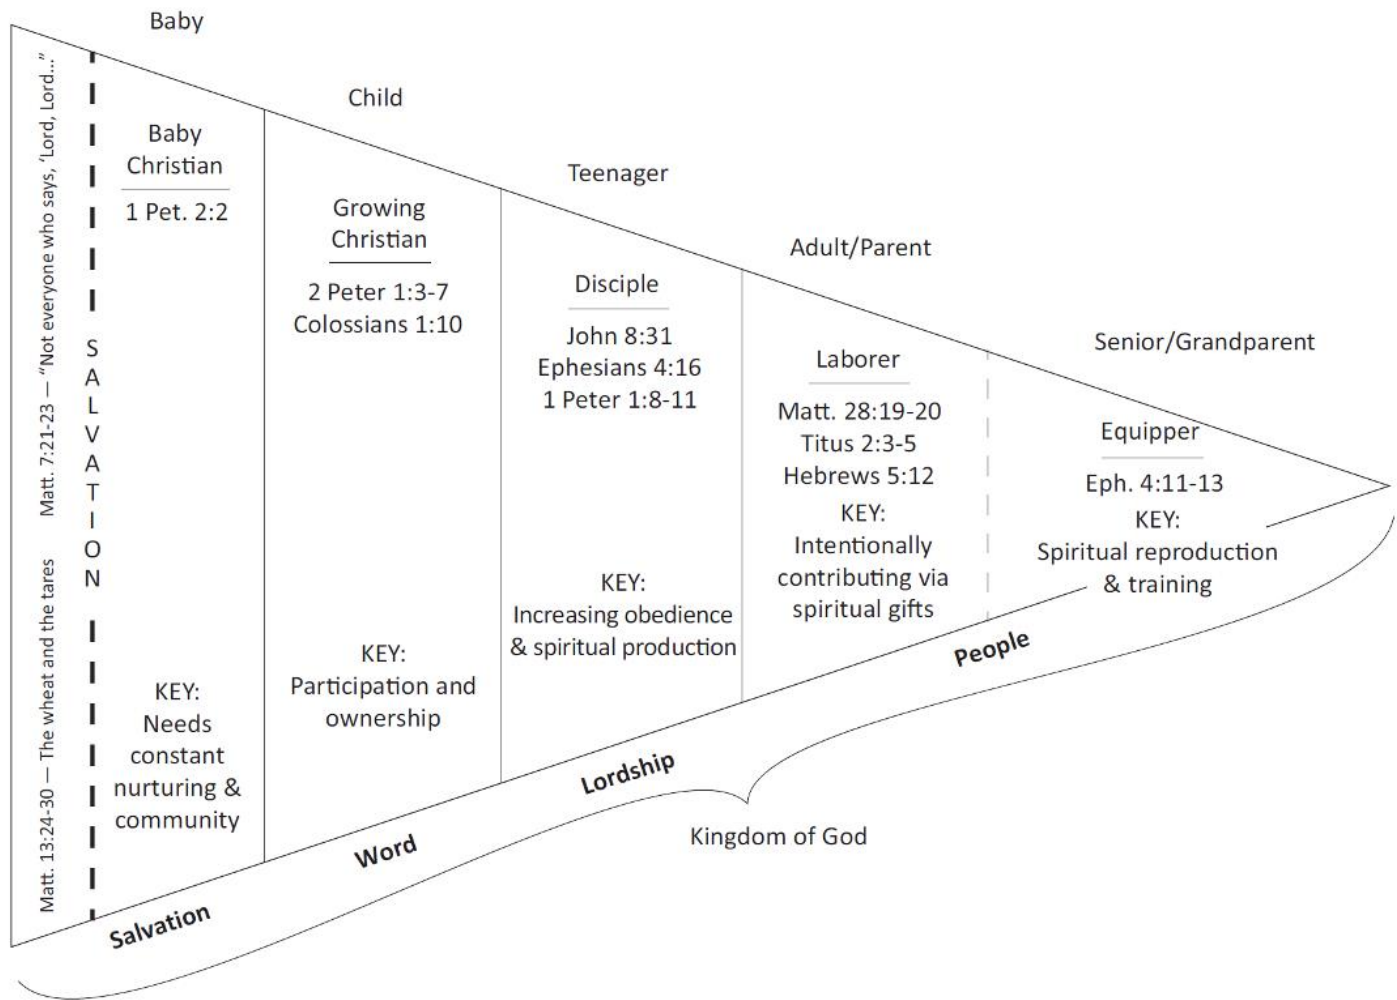 Baby
Child
Teenager
Adult/Parent
Senior/Grandparent
Matt. 7:21-23 — “Not everyone who says, ‘Lord, Lord...”
Matt. 13:24-30 — The wheat and the tares
SALVATION
Baby
Christian
1 Pet. 2:2
KEY:
Needs
constant
nurturing &
community
Growing
Christian
2 Peter 1:3-7
Colossians 1:10
KEY:
Participation and
ownership
Disciple
John 8:31
Ephesians 4:16
1 Peter 1:8-11
KEY:
Increasing obedience
& spiritual production
Laborer
Matt. 28:19-20
Titus 2:3-5
Hebrews 5:12
KEY:
Intentionally
contributing via
spiritual gifts
Equipper
Eph. 4:11-13
KEY:
Spiritual reproduction
& training
Salvation
Word
Lordship
People
Kingdom of God